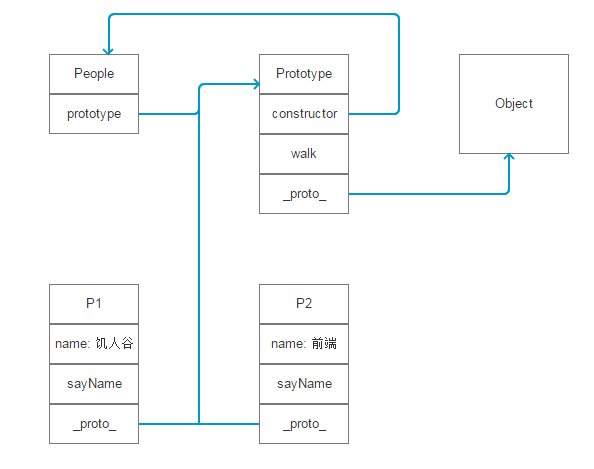 People
prototype
Prototype
constructor
walk
_proto_
Object
P1
name: 饥人谷
sayName
_proto_
P2
name: 前端
sayName
_proto_